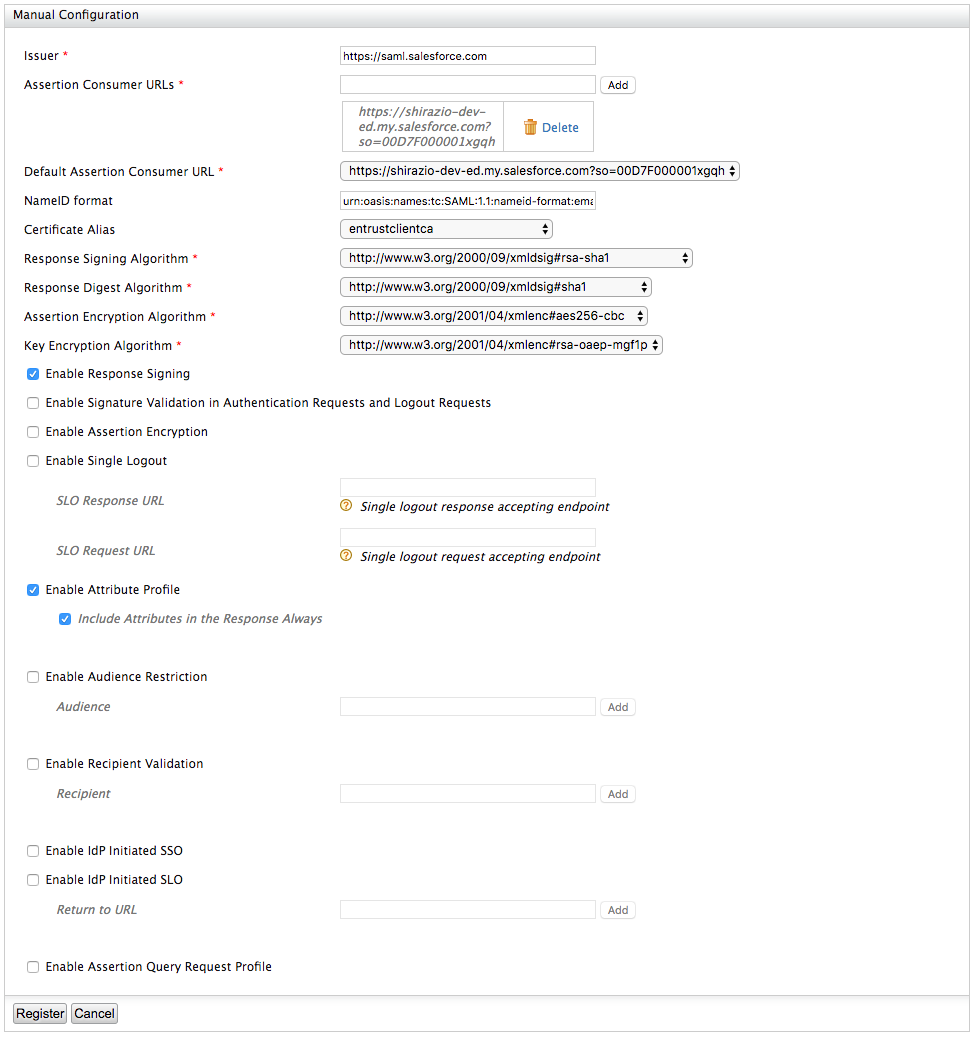 Manual Configuration
Issuer *
https://saml.salesforce.com
Assertion Consumer URLs *
Add
https://shirazio-dev-
ed.my.salesforce.com?
so=00D7F000001xgqh
Delete
Default Assertion Consumer URL *
https://shirazio-dev-ed.my.salesforce.com?so=00D7F000001xgqh
NameID format
urn:oasis:names:tc:SAML:1.1:nameid-format:ema
Certificate Alias
entrustclientca
Response Signing Algorithm *
http://www.w3.org/2000/09/xmldsig#rsa-sha1
Response Digest Algorithm *
http://www.w3.org/2000/09/xmldsig#sha1
Assertion Encryption Algorithm *
http://www.w3.org/2001/04/xmlenc#aes256-cbc
Key Encryption Algorithm *
http://www.w3.org/2001/04/xmlenc#rsa-oaep-mgf1p
Enable Response Signing
Enable Signature Validation in Authentication Requests and Logout Requests
Enable Assertion Encryption
Enable Single Logout
SLO Response URL
? Single logout response accepting endpoint
SLO Request URL
? Single logout request accepting endpoint
Enable Attribute Profile
Include Attributes in the Response Always
Enable Audience Restriction
Audience
Add
Enable Recipient Validation
Recipient
Add
Enable IdP Initiated SSO
Enable IdP Initiated SLO
Return to URL
Add
Enable Assertion Query Request Profile
Register
Cancel